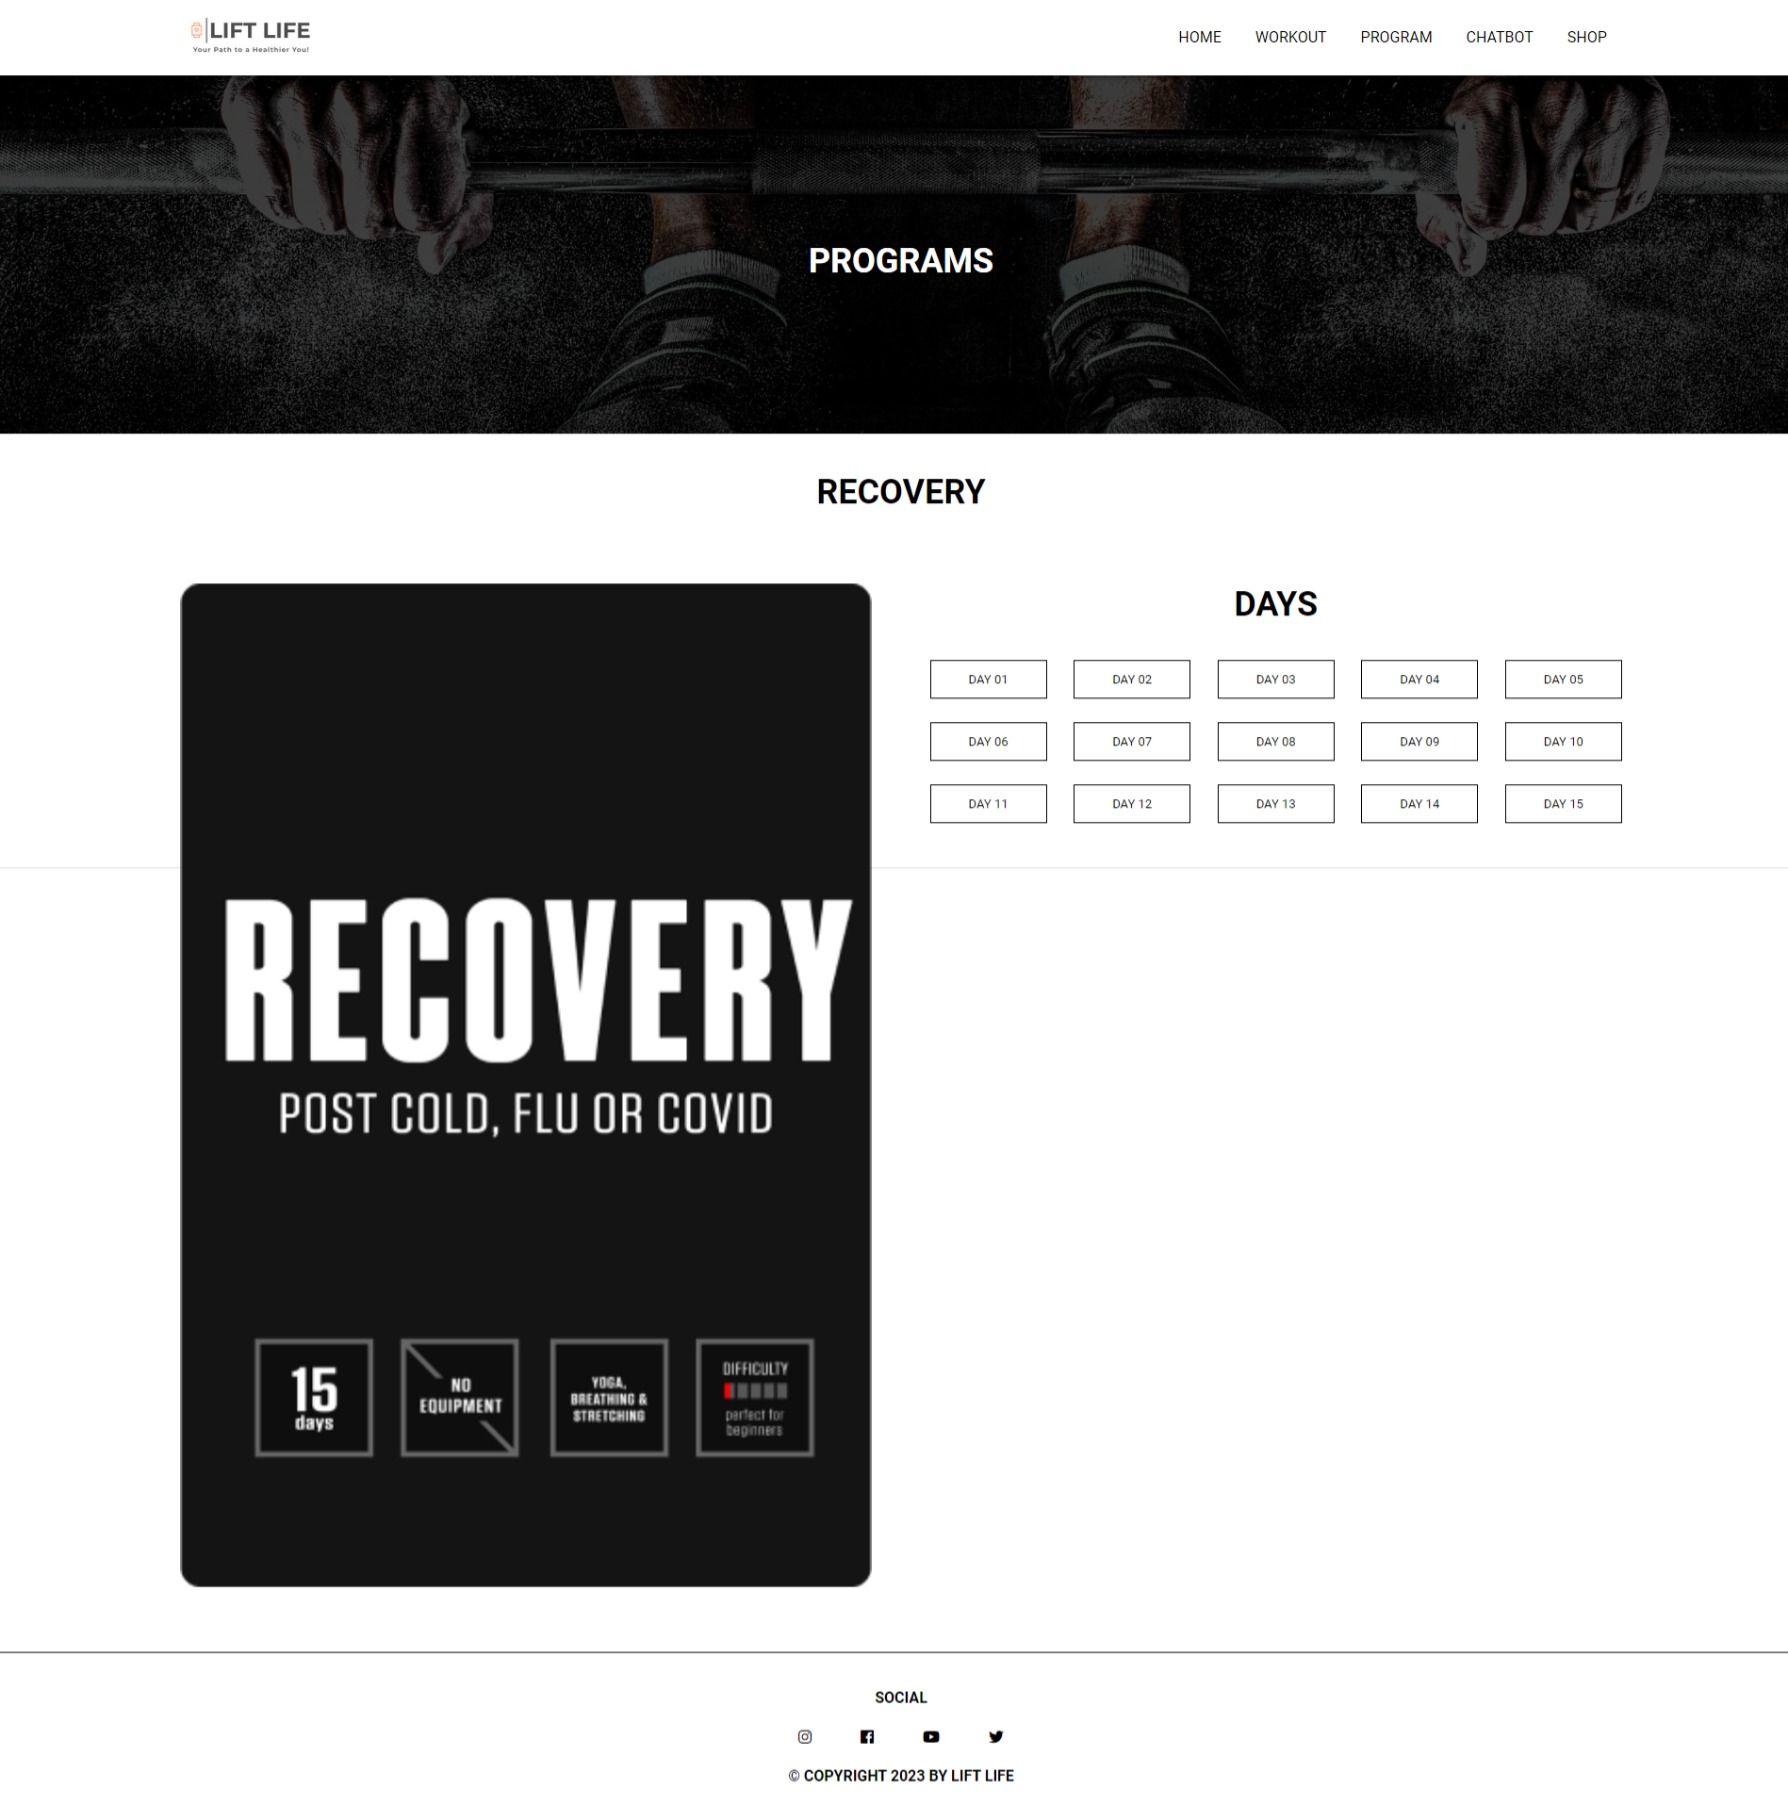 LIFT LIFE
Your Path to a Healthier You!
HOME WORKOUT PROGRAM CHATBOT SHOP
PROGRAMS
RECOVERY
DAYS
DAY 01 DAY 02 DAY 03 DAY 04 DAY 05
DAY 06 DAY 07 DAY 08 DAY 09 DAY 10
DAY 11 DAY 12 DAY 13 DAY 14 DAY 15
RECOVERY
POST COLD, FLU OR COVID
15
days
NO
EQUIPMENT
YOGA,
BREATHING &
STRETCHING
DIFFICULTY
perfect for
beginners
SOCIAL
© COPYRIGHT 2023 BY LIFT LIFE